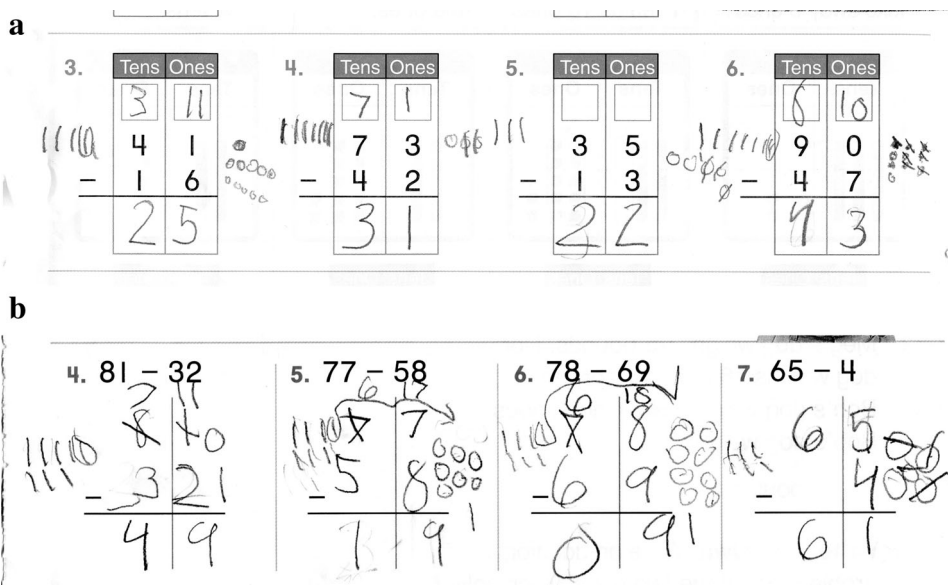 a
3. Tens Ones 4. Tens Ones 5. Tens Ones 6. Tens Ones
3 11 7 1 8 10
4 1 7 3 3 5 9 0
− 1 6 − 4 2 − 1 3 − 4 7
2 5 3 1 2 2 4 3
b
4. 81 − 32 5. 77 − 58 6. 78 − 69 7. 65 − 4
7 11 6 17 6 18
8 1 7 7 7 8 6 5
− 3 2 − 5 8 − 6 9 − 4
4 9 1 9 0 9 6 1